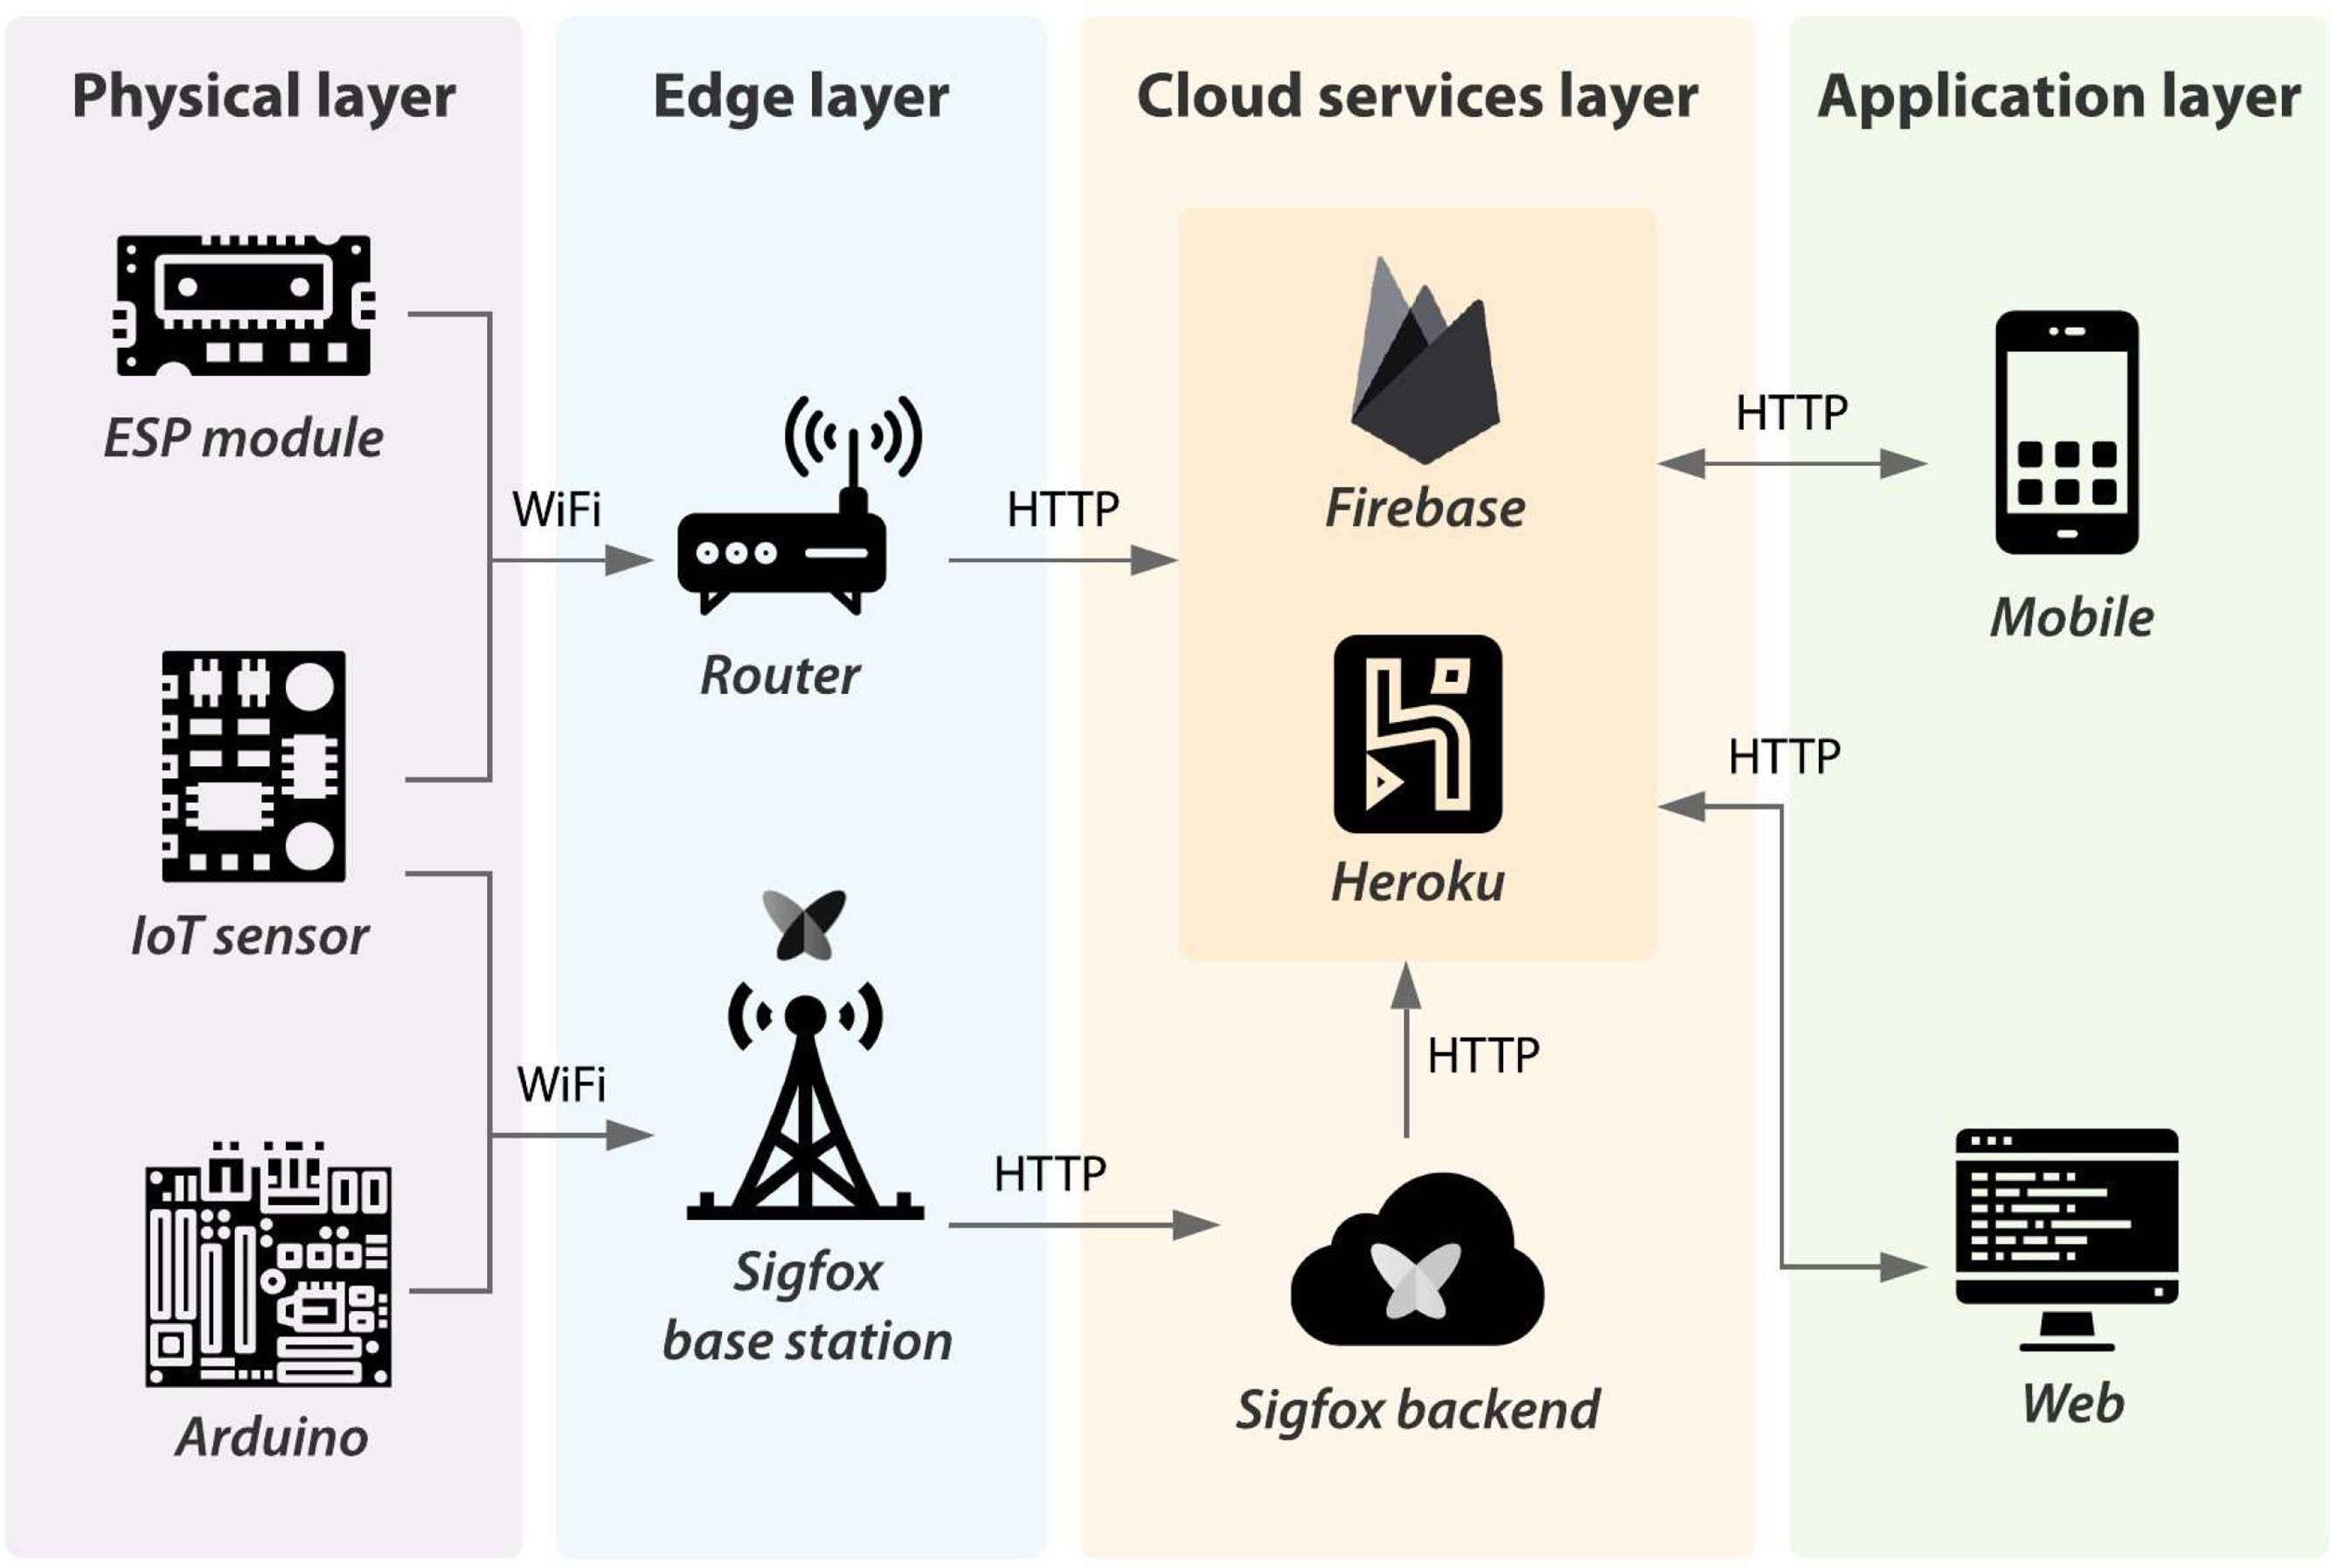 Physical layer
Edge layer
Cloud services layer
Application layer
ESP module
IoT sensor
Arduino
WiFi
WiFi
Router
Sigfox
base station
HTTP
HTTP
Firebase
Heroku
HTTP
Sigfox backend
HTTP
HTTP
Mobile
Web